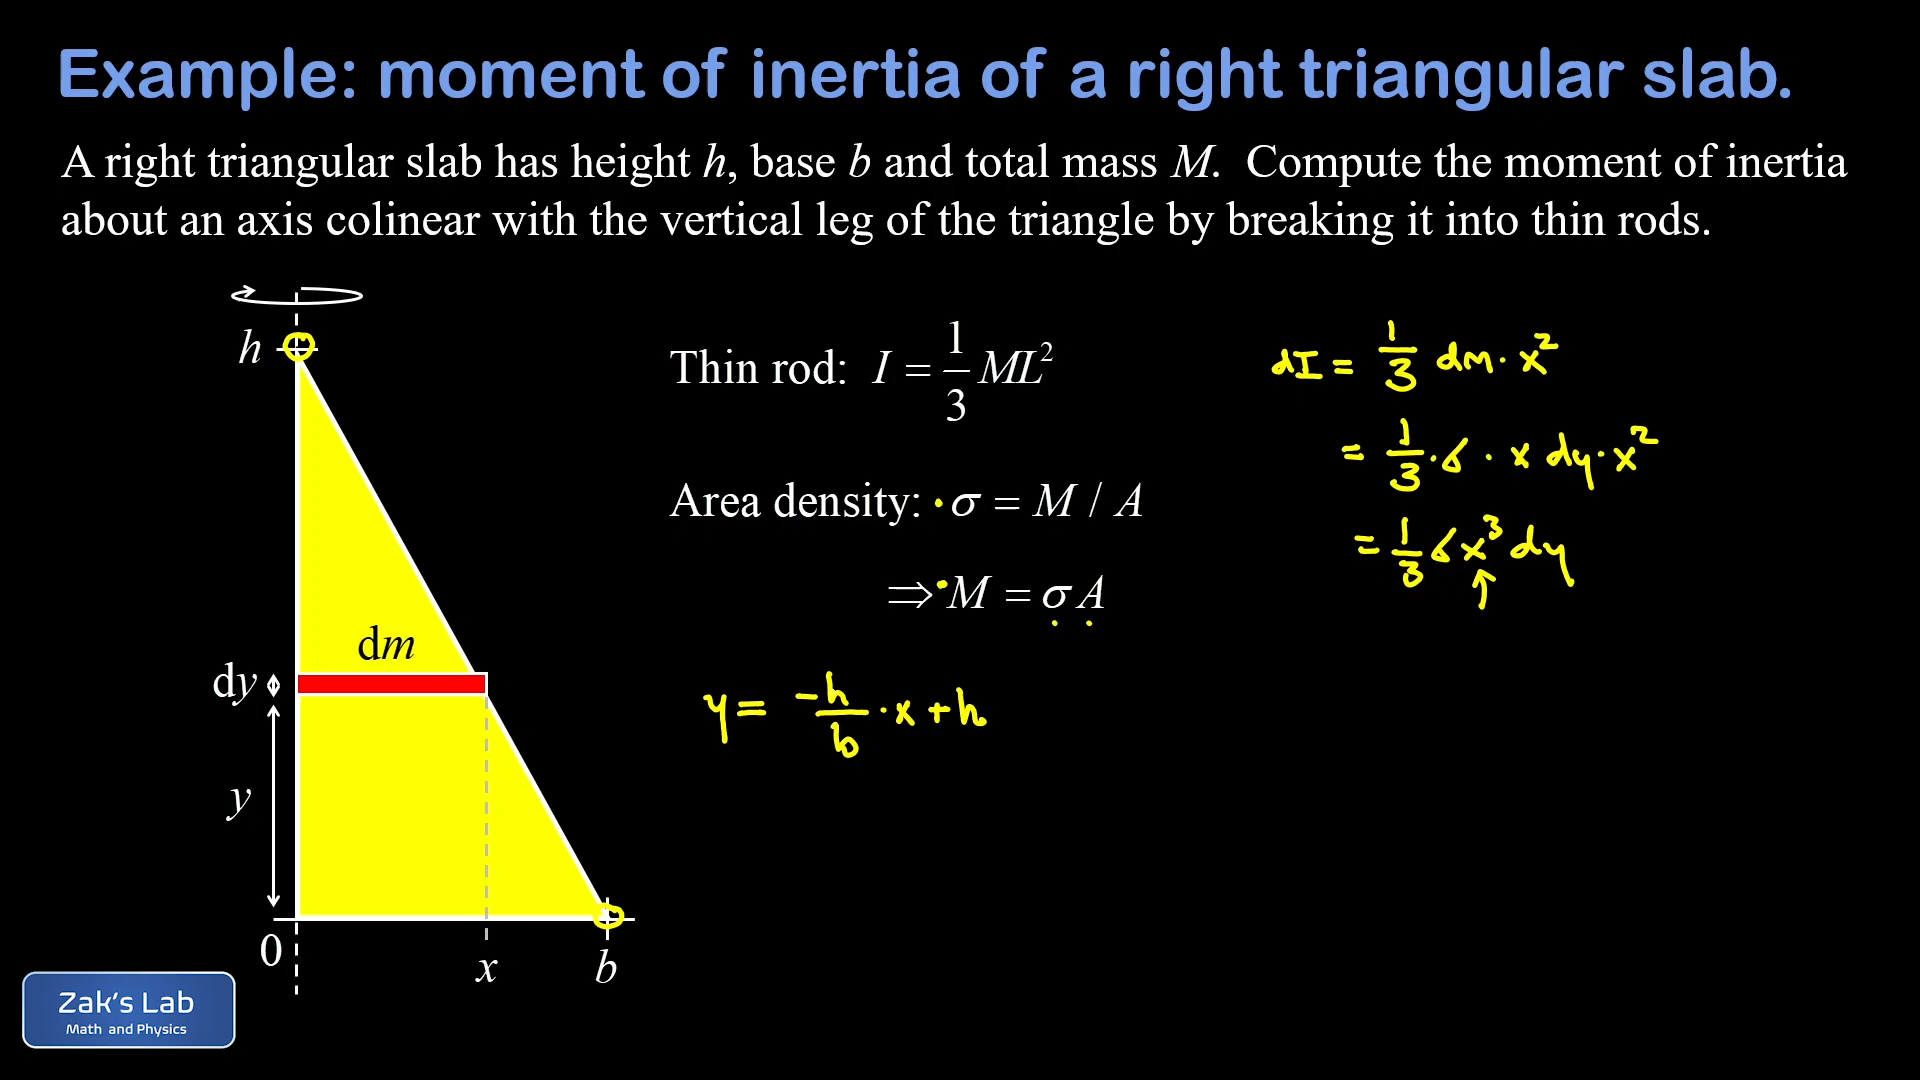 Example: moment of inertia of a right triangular slab.
A right triangular slab has height h, base b and total mass M. Compute the moment of inertia
about an axis colinear with the vertical leg of the triangle by breaking it into thin rods.
h
Thin rod: I = 1/3 ML²
dI = 1/3 dm · x²
= 1/3 · σ · x dy · x²
Area density: σ = M / A
= 1/3 σ x³ dy
⇒ M = σ A
dm
dy
y = -h/b · x + h
y
0
x
b
Zak's Lab
Math and Physics